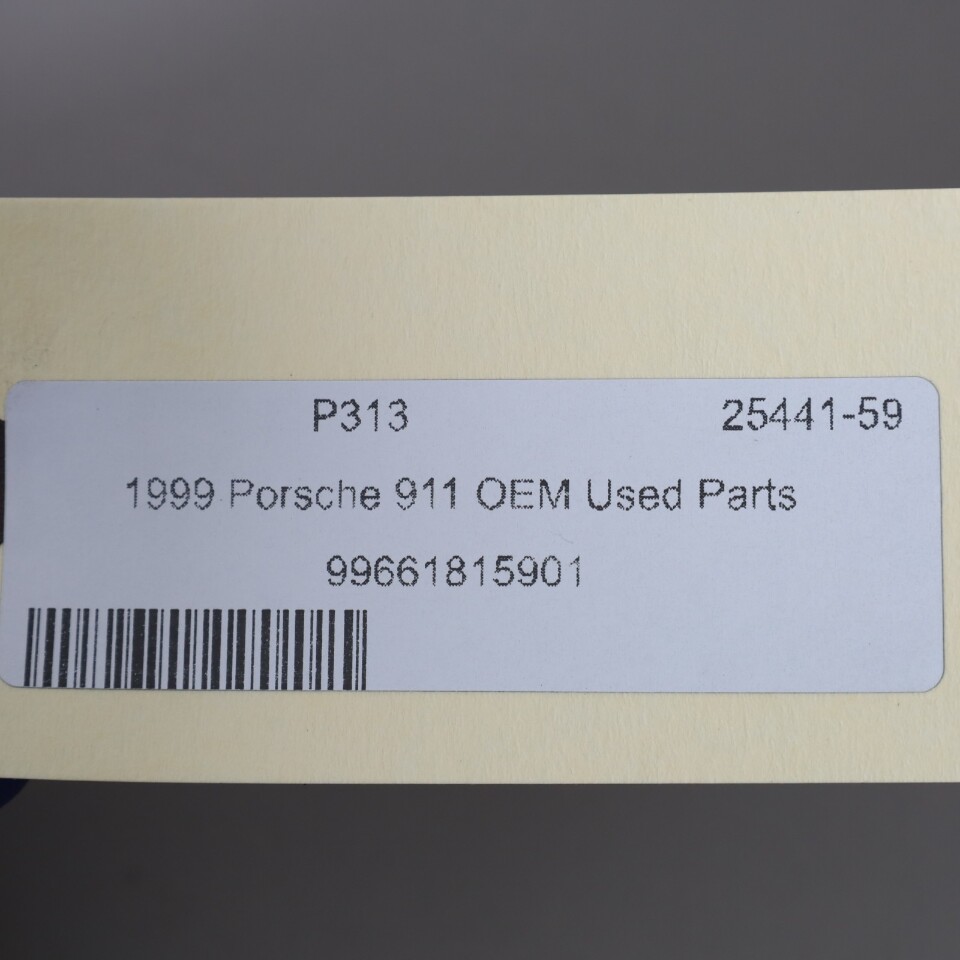 P313 25441-59
1999 Porsche 911 OEM Used Parts
99661815901